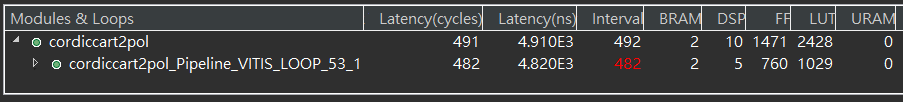 Modules & Loops Latency(cycles) Latency(ns) Interval BRAM DSP FF LUT URAM
cordiccart2pol 491 4.910E3 492 2 10 1471 2428 0
cordiccart2pol_Pipeline_VITIS_LOOP_53_1 482 4.820E3 482 2 5 760 1029 0